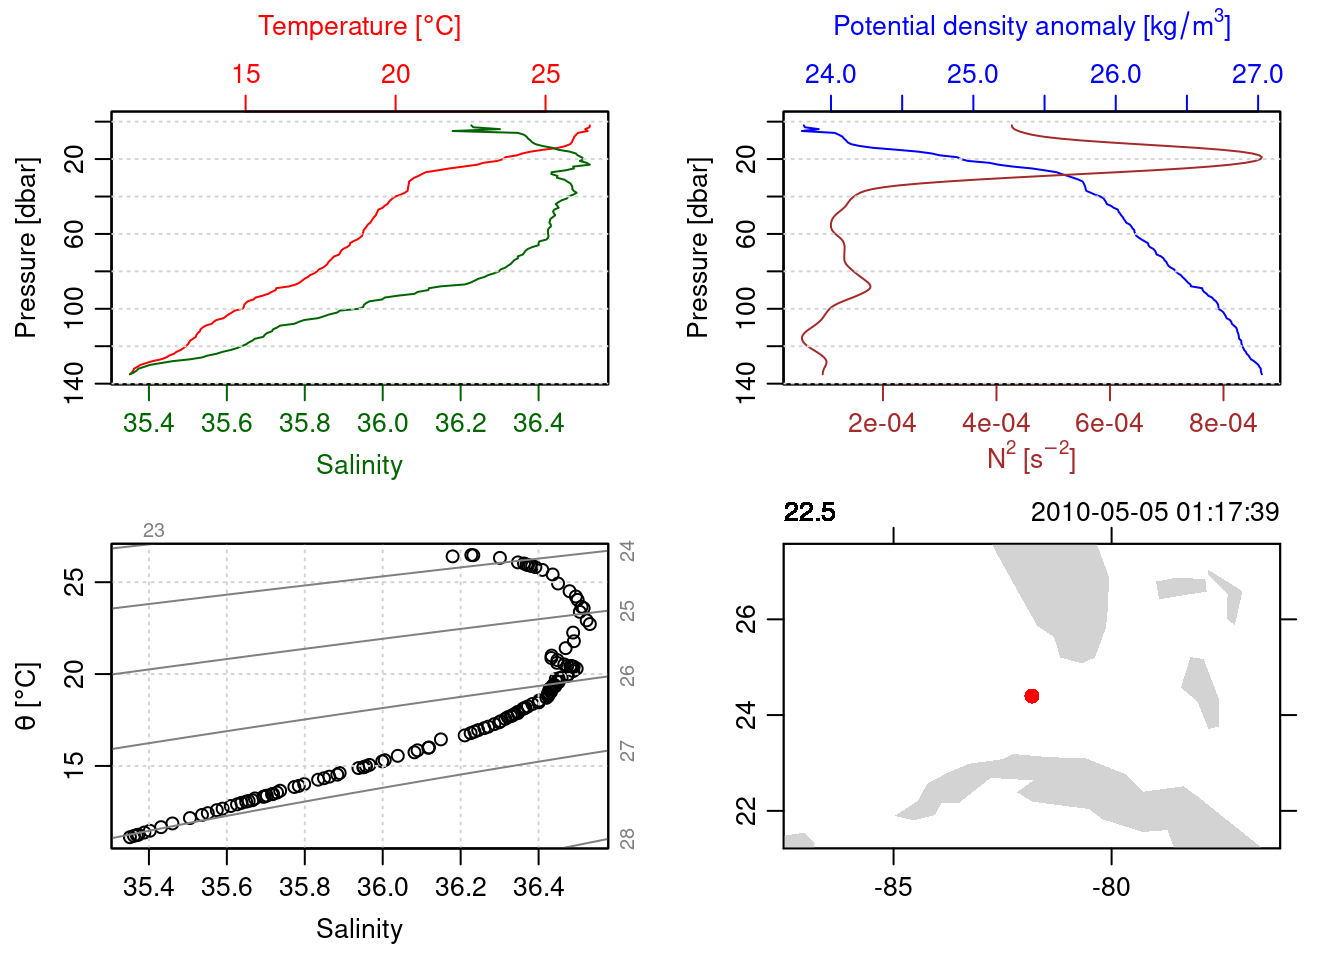 Temperature [°C]
15 20 25
Pressure [dbar]
20 60 100 140
35.4 35.6 35.8 36.0 36.2 36.4
Salinity
Potential density anomaly [kg/m³]
24.0 25.0 26.0 27.0
Pressure [dbar]
20 60 100 140
2e-04 4e-04 6e-04 8e-04
N² [s⁻²]
23
24
25
26
27
28
θ [°C]
25 20 15
35.4 35.6 35.8 36.0 36.2 36.4
Salinity
22.5 2010-05-05 01:17:39
26
24
22
-85 -80